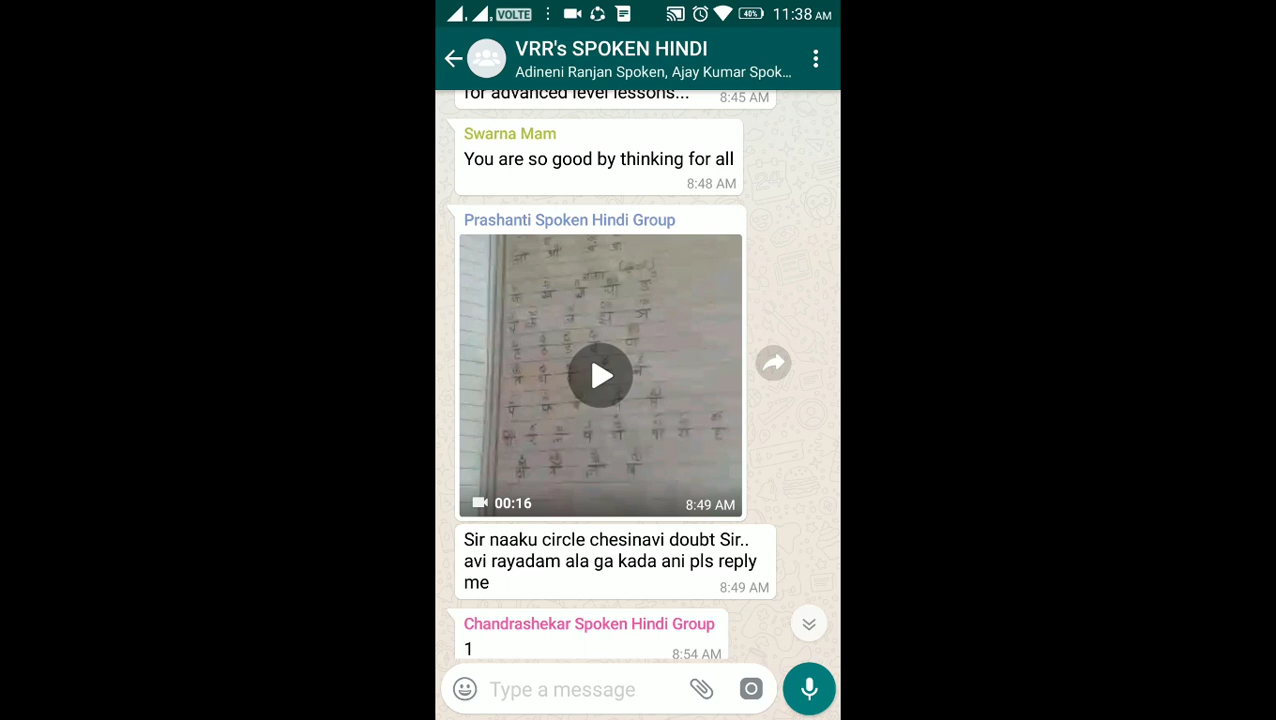 VOLTE 40% 11:38 AM
VRR's SPOKEN HINDI
Adineni Ranjan Spoken, Ajay Kumar Spok...
for advanced level lessons...
8:45 AM
Swarna Mam
You are so good by thinking for all
8:48 AM
Prashanti Spoken Hindi Group
00:16
8:49 AM
Sir naaku circle chesinavi doubt Sir..
avi rayadam ala ga kada ani pls reply
me
8:49 AM
Chandrashekar Spoken Hindi Group
1
8:54 AM
Type a message